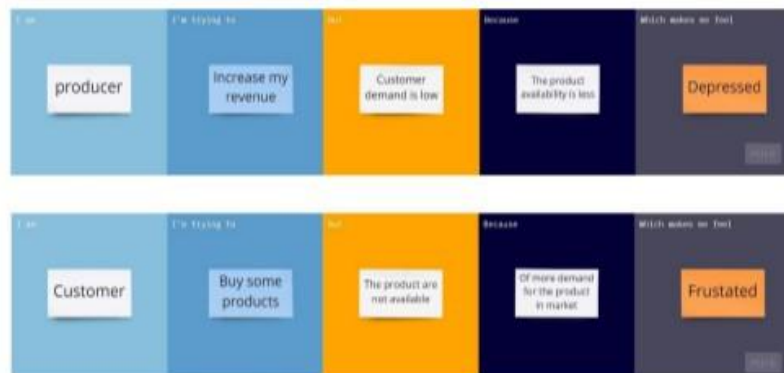 I am
I'm trying to
But
Because
Which makes me feel
producer
Increase my
revenue
Customer
demand is low
The product
availability is less
Depressed
I am
I'm trying to
But
Because
Which makes me feel
Customer
Buy some
products
The product are
not available
Of more demand
for the product
in market
Frustated